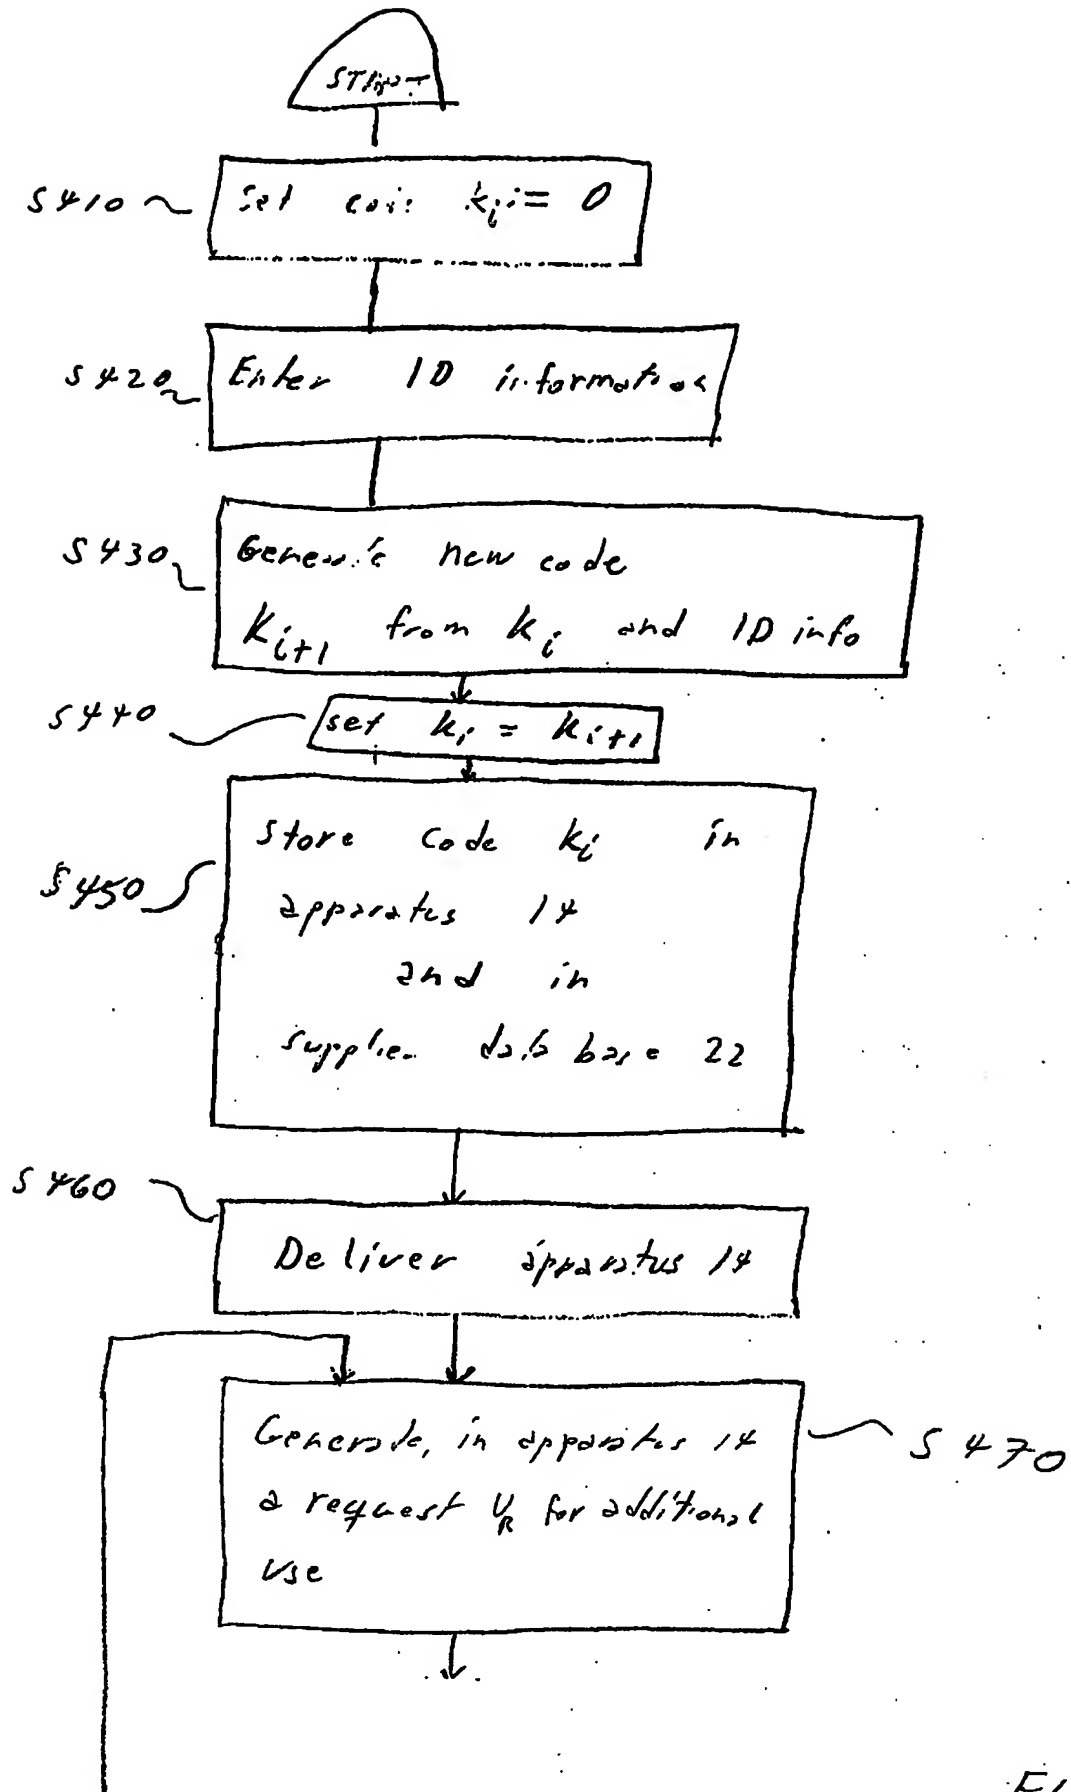 START
S410
Set code ki = 0
S420
Enter ID information
S430
Generate new code
Ki+1 from ki and ID info
S440
set ki = Ki+1
S450
Store code ki in
apparatus 14
and in
supplier data base 22
S460
Deliver apparatus 14
Generate, in apparatus 14
a request UR for additional
use
S470